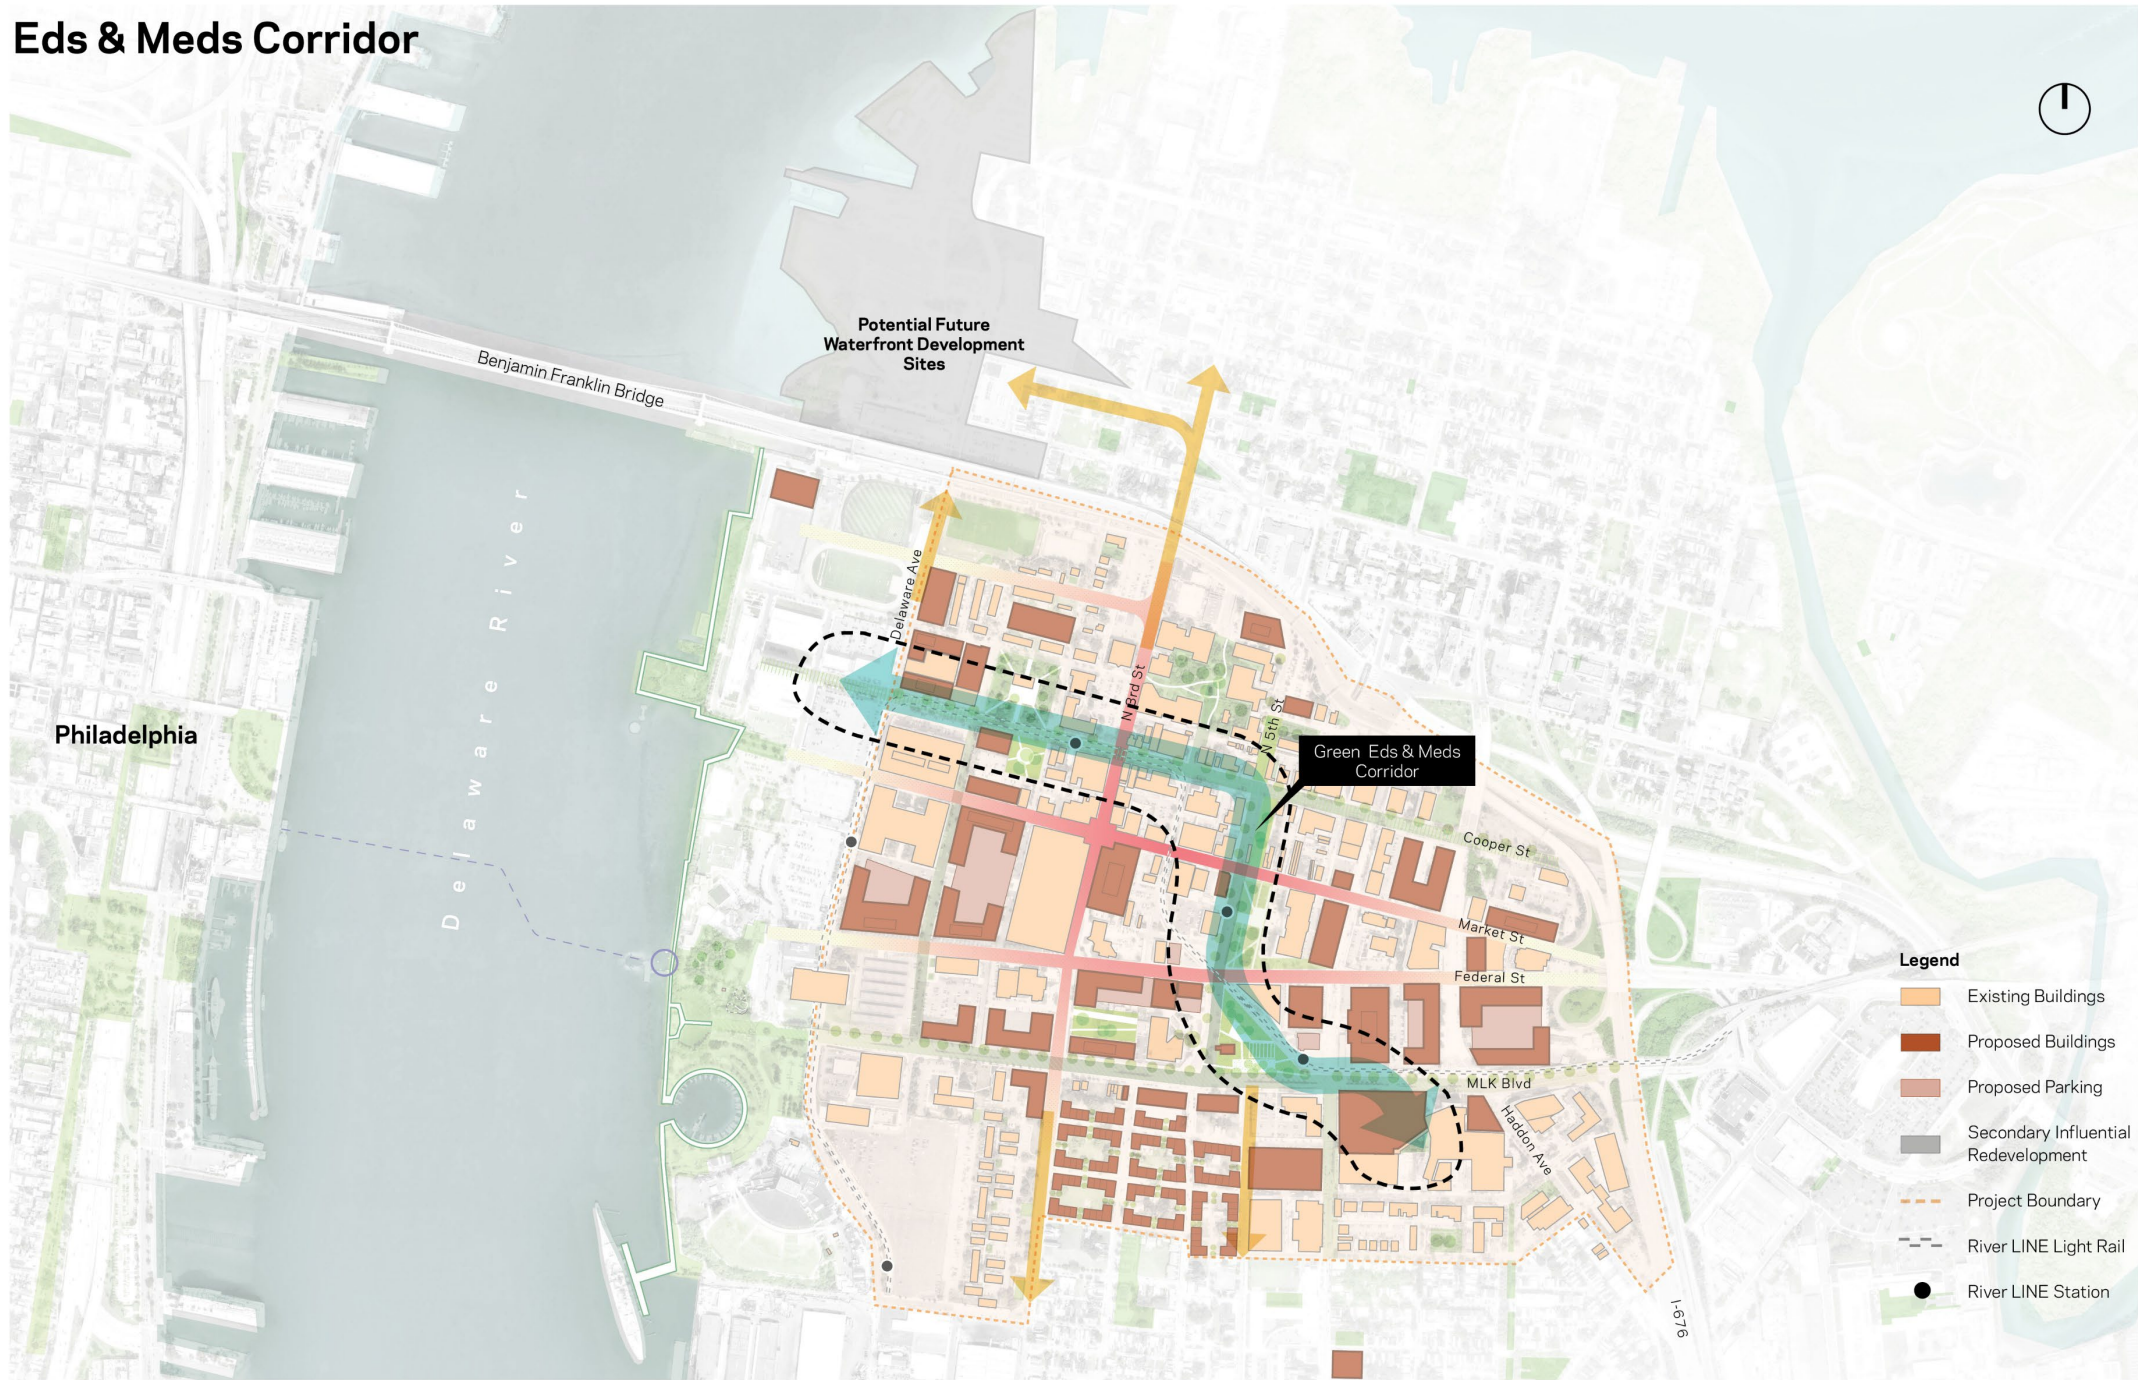 Eds & Meds Corridor
Potential Future
Waterfront Development
Sites
Benjamin Franklin Bridge
Delaware River
Philadelphia
Delaware Ave
N 3rd St
N 5th St
Green Eds & Meds
Corridor
Cooper St
Market St
Federal St
MLK Blvd
Haddon Ave
I-676
Legend
Existing Buildings
Proposed Buildings
Proposed Parking
Secondary Influential
Redevelopment
Project Boundary
River LINE Light Rail
River LINE Station